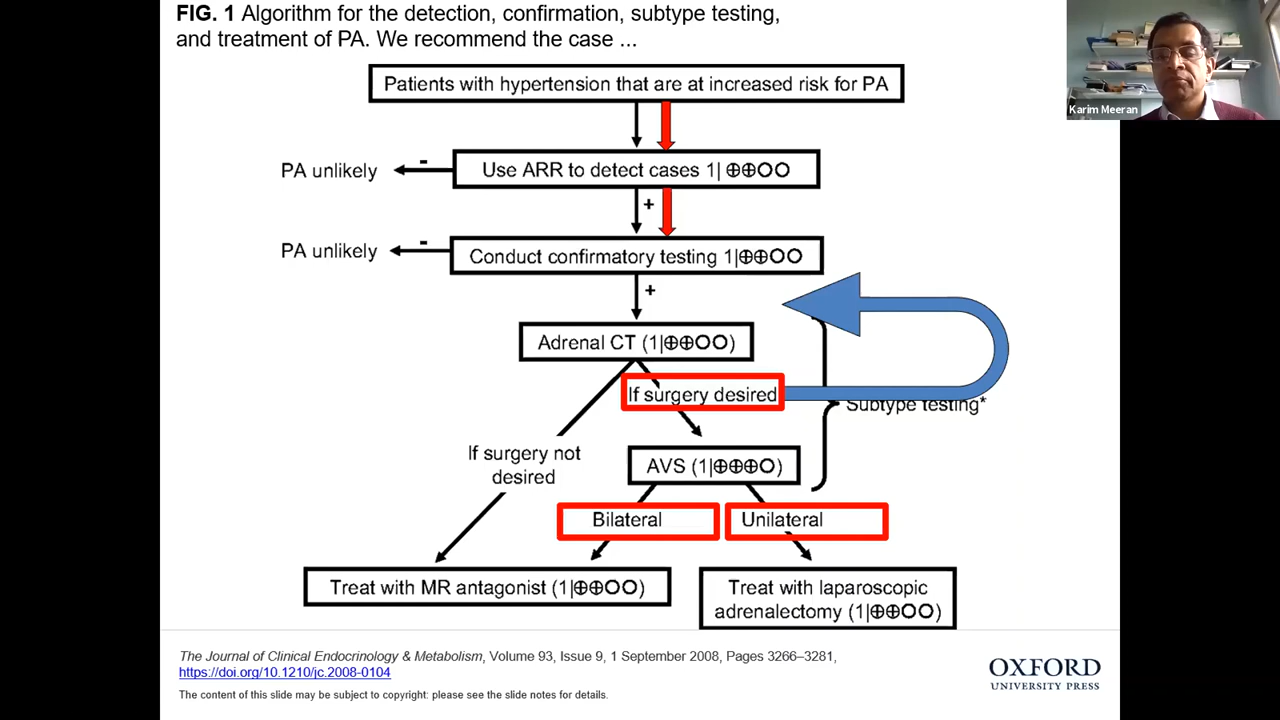 FIG. 1 Algorithm for the detection, confirmation, subtype testing,
and treatment of PA. We recommend the case ...
Karim Meeran
Patients with hypertension that are at increased risk for PA
PA unlikely
-
Use ARR to detect cases 1|⊕⊕○○
+
PA unlikely
-
Conduct confirmatory testing 1|⊕⊕○○
+
Adrenal CT (1|⊕⊕○○)
If surgery desired
Subtype testing*
If surgery not
desired
AVS (1|⊕⊕⊕○)
Bilateral
Unilateral
Treat with MR antagonist (1|⊕⊕○○)
Treat with laparoscopic
adrenalectomy (1|⊕⊕○○)
The Journal of Clinical Endocrinology & Metabolism, Volume 93, Issue 9, 1 September 2008, Pages 3266–3281,
https://doi.org/10.1210/jc.2008-0104
The content of this slide may be subject to copyright: please see the slide notes for details.
OXFORD
UNIVERSITY PRESS